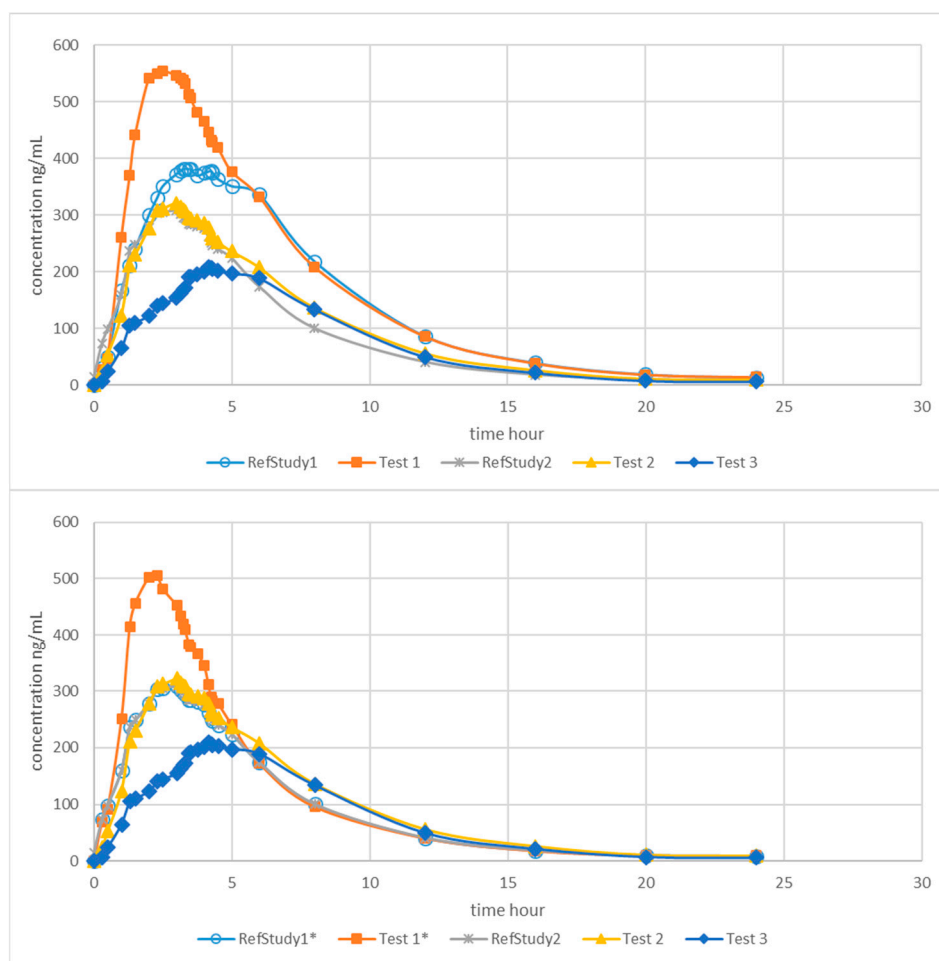 600
500
400
300
200
100
0
0 5 10 15 20 25 30
concentration ng/mL
time hour
RefStudy1 Test 1 RefStudy2 Test 2 Test 3
600
500
400
300
200
100
0
0 5 10 15 20 25 30
concentration ng/mL
time hour
RefStudy1* Test 1* RefStudy2 Test 2 Test 3